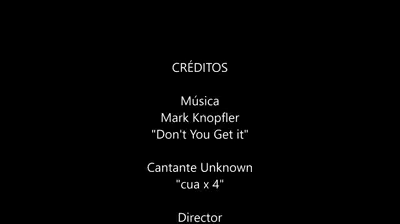 CRÉDITOS
Música
Mark Knopfler
"Don't You Get it"
Cantante Unknown
"cua x 4"
Director